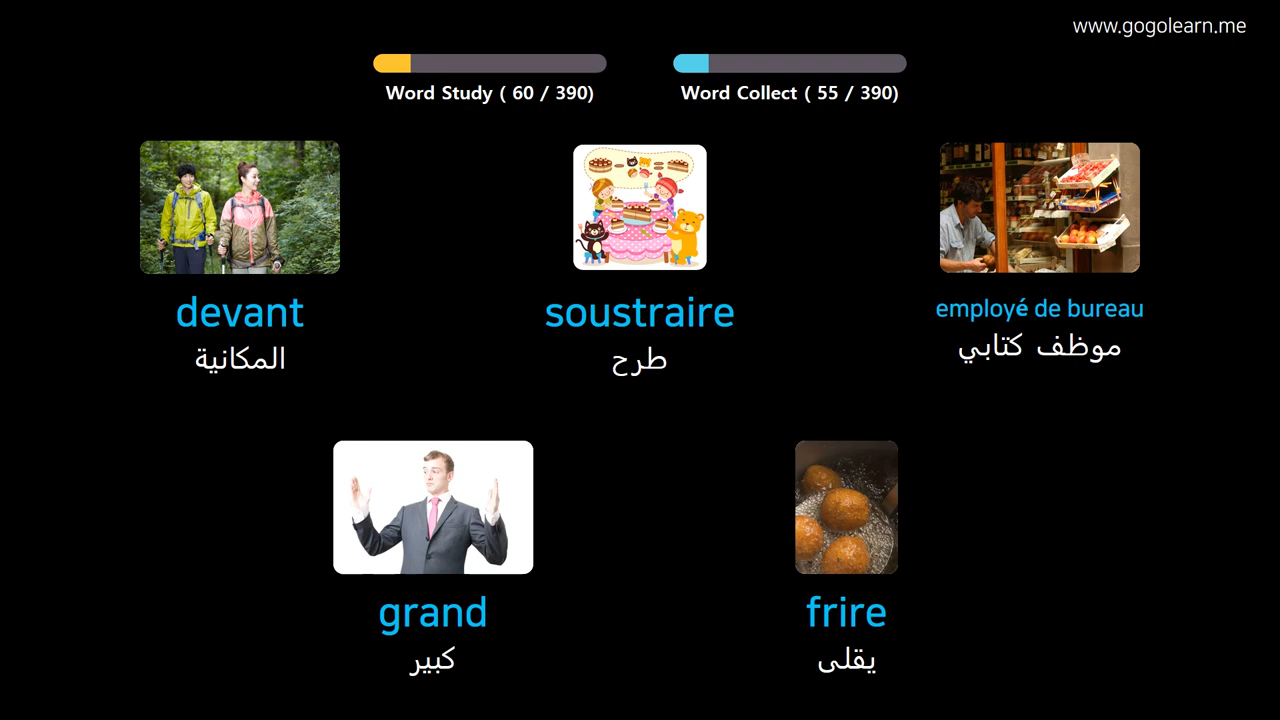 www.gogolearn.me
Word Study ( 60 / 390)
Word Collect ( 55 / 390)
devant
المكانية
soustraire
طرح
employé de bureau
موظف كتابي
grand
كبير
frire
يقلى